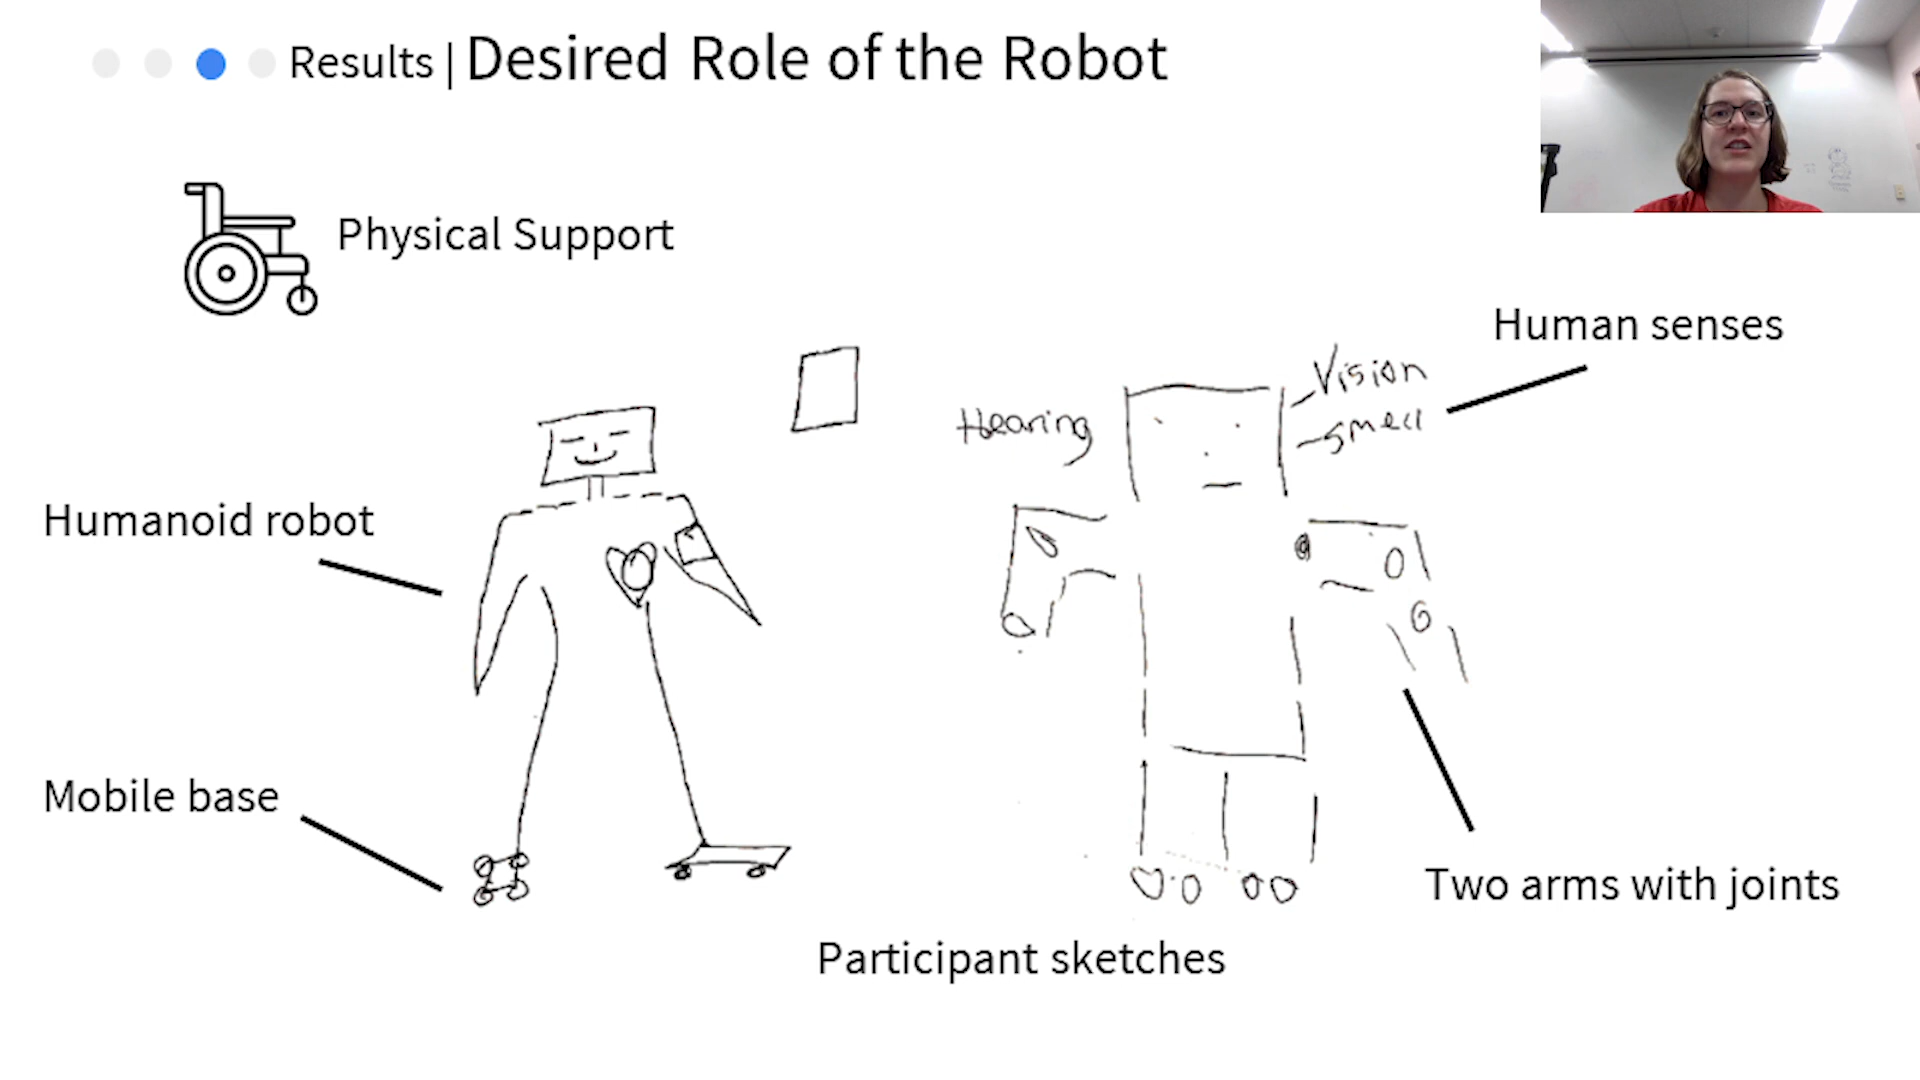 Results | Desired Role of the Robot
Physical Support
Human senses
Vision
Hearing
smell
Humanoid robot
Mobile base
Two arms with joints
Participant sketches